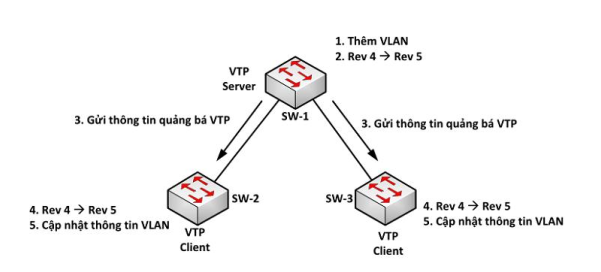 1. Thêm VLAN
2. Rev 4 → Rev 5
VTP
Server
SW-1
3. Gửi thông tin quảng bá VTP
3. Gửi thông tin quảng bá VTP
SW-2
4. Rev 4 → Rev 5
5. Cập nhật thông tin VLAN
VTP
Client
SW-3
4. Rev 4 → Rev 5
5. Cập nhật thông tin VLAN
VTP
Client